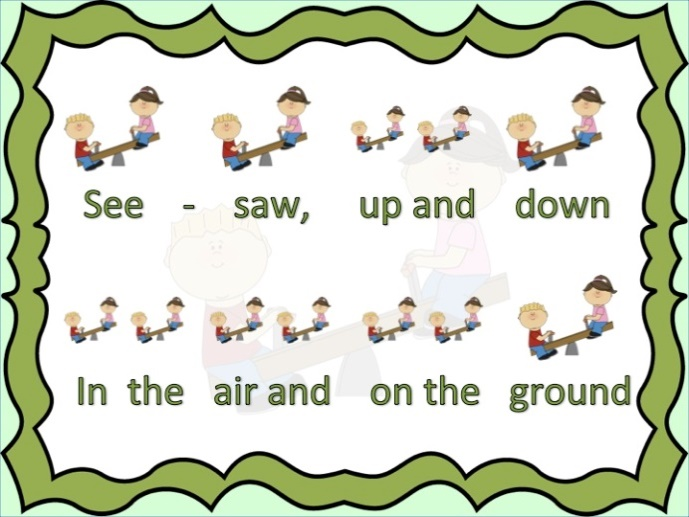 See - saw, up and down
In the air and on the ground